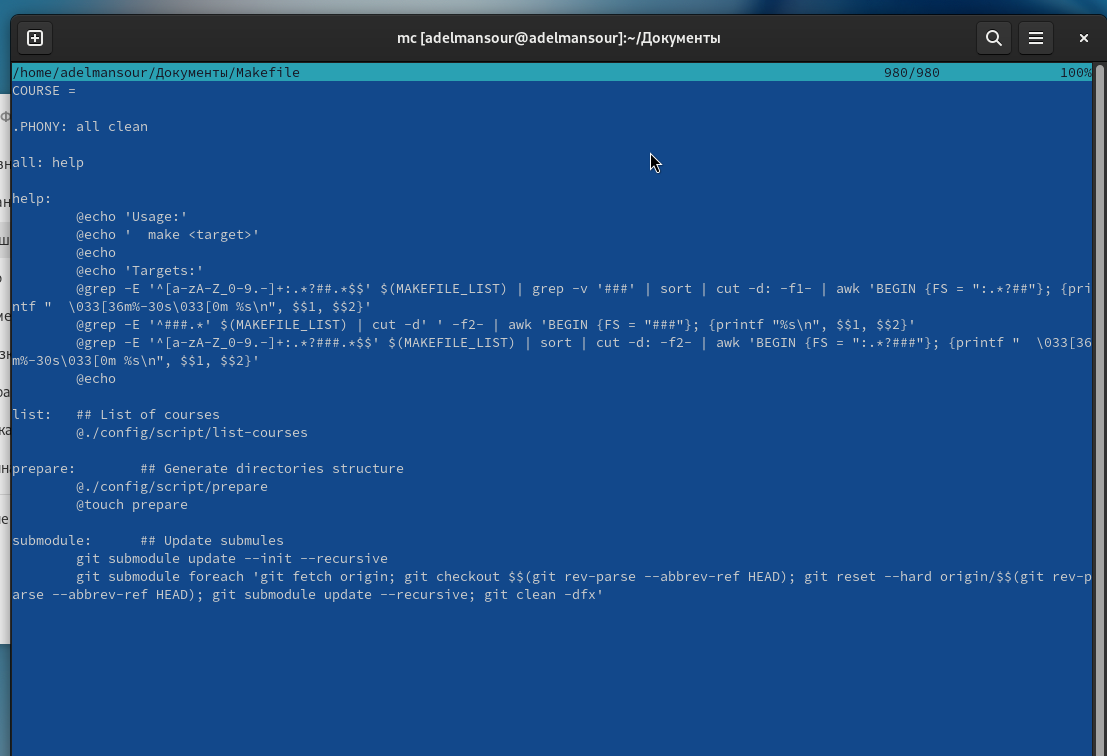 mc [adelmansour@adelmansour]:~/Документы
/home/adelmansour/Документы/Makefile 980/980 100%
COURSE =
.PHONY: all clean
all: help
help:
@echo 'Usage:'
@echo '  make <target>'
@echo
@echo 'Targets:'
@grep -E '^[a-zA-Z_0-9.-]+:.*?##.*$$' $(MAKEFILE_LIST) | grep -v '###' | sort | cut -d: -f1- | awk 'BEGIN {FS = ":.*?##"}; {pri
ntf "  \033[36m%-30s\033[0m %s\n", $$1, $$2}'
@grep -E '^###.*' $(MAKEFILE_LIST) | cut -d' ' -f2- | awk 'BEGIN {FS = "###"}; {printf "%s\n", $$1, $$2}'
@grep -E '^[a-zA-Z_0-9.-]+:.*?###.*$$' $(MAKEFILE_LIST) | sort | cut -d: -f2- | awk 'BEGIN {FS = ":.*?###"}; {printf "  \033[36
m%-30s\033[0m %s\n", $$1, $$2}'
@echo
list:   ## List of courses
@./config/script/list-courses
prepare:        ## Generate directories structure
@./config/script/prepare
@touch prepare
submodule:      ## Update submules
git submodule update --init --recursive
git submodule foreach 'git fetch origin; git checkout $$(git rev-parse --abbrev-ref HEAD); git reset --hard origin/$$(git rev-p
arse --abbrev-ref HEAD); git submodule update --recursive; git clean -dfx'